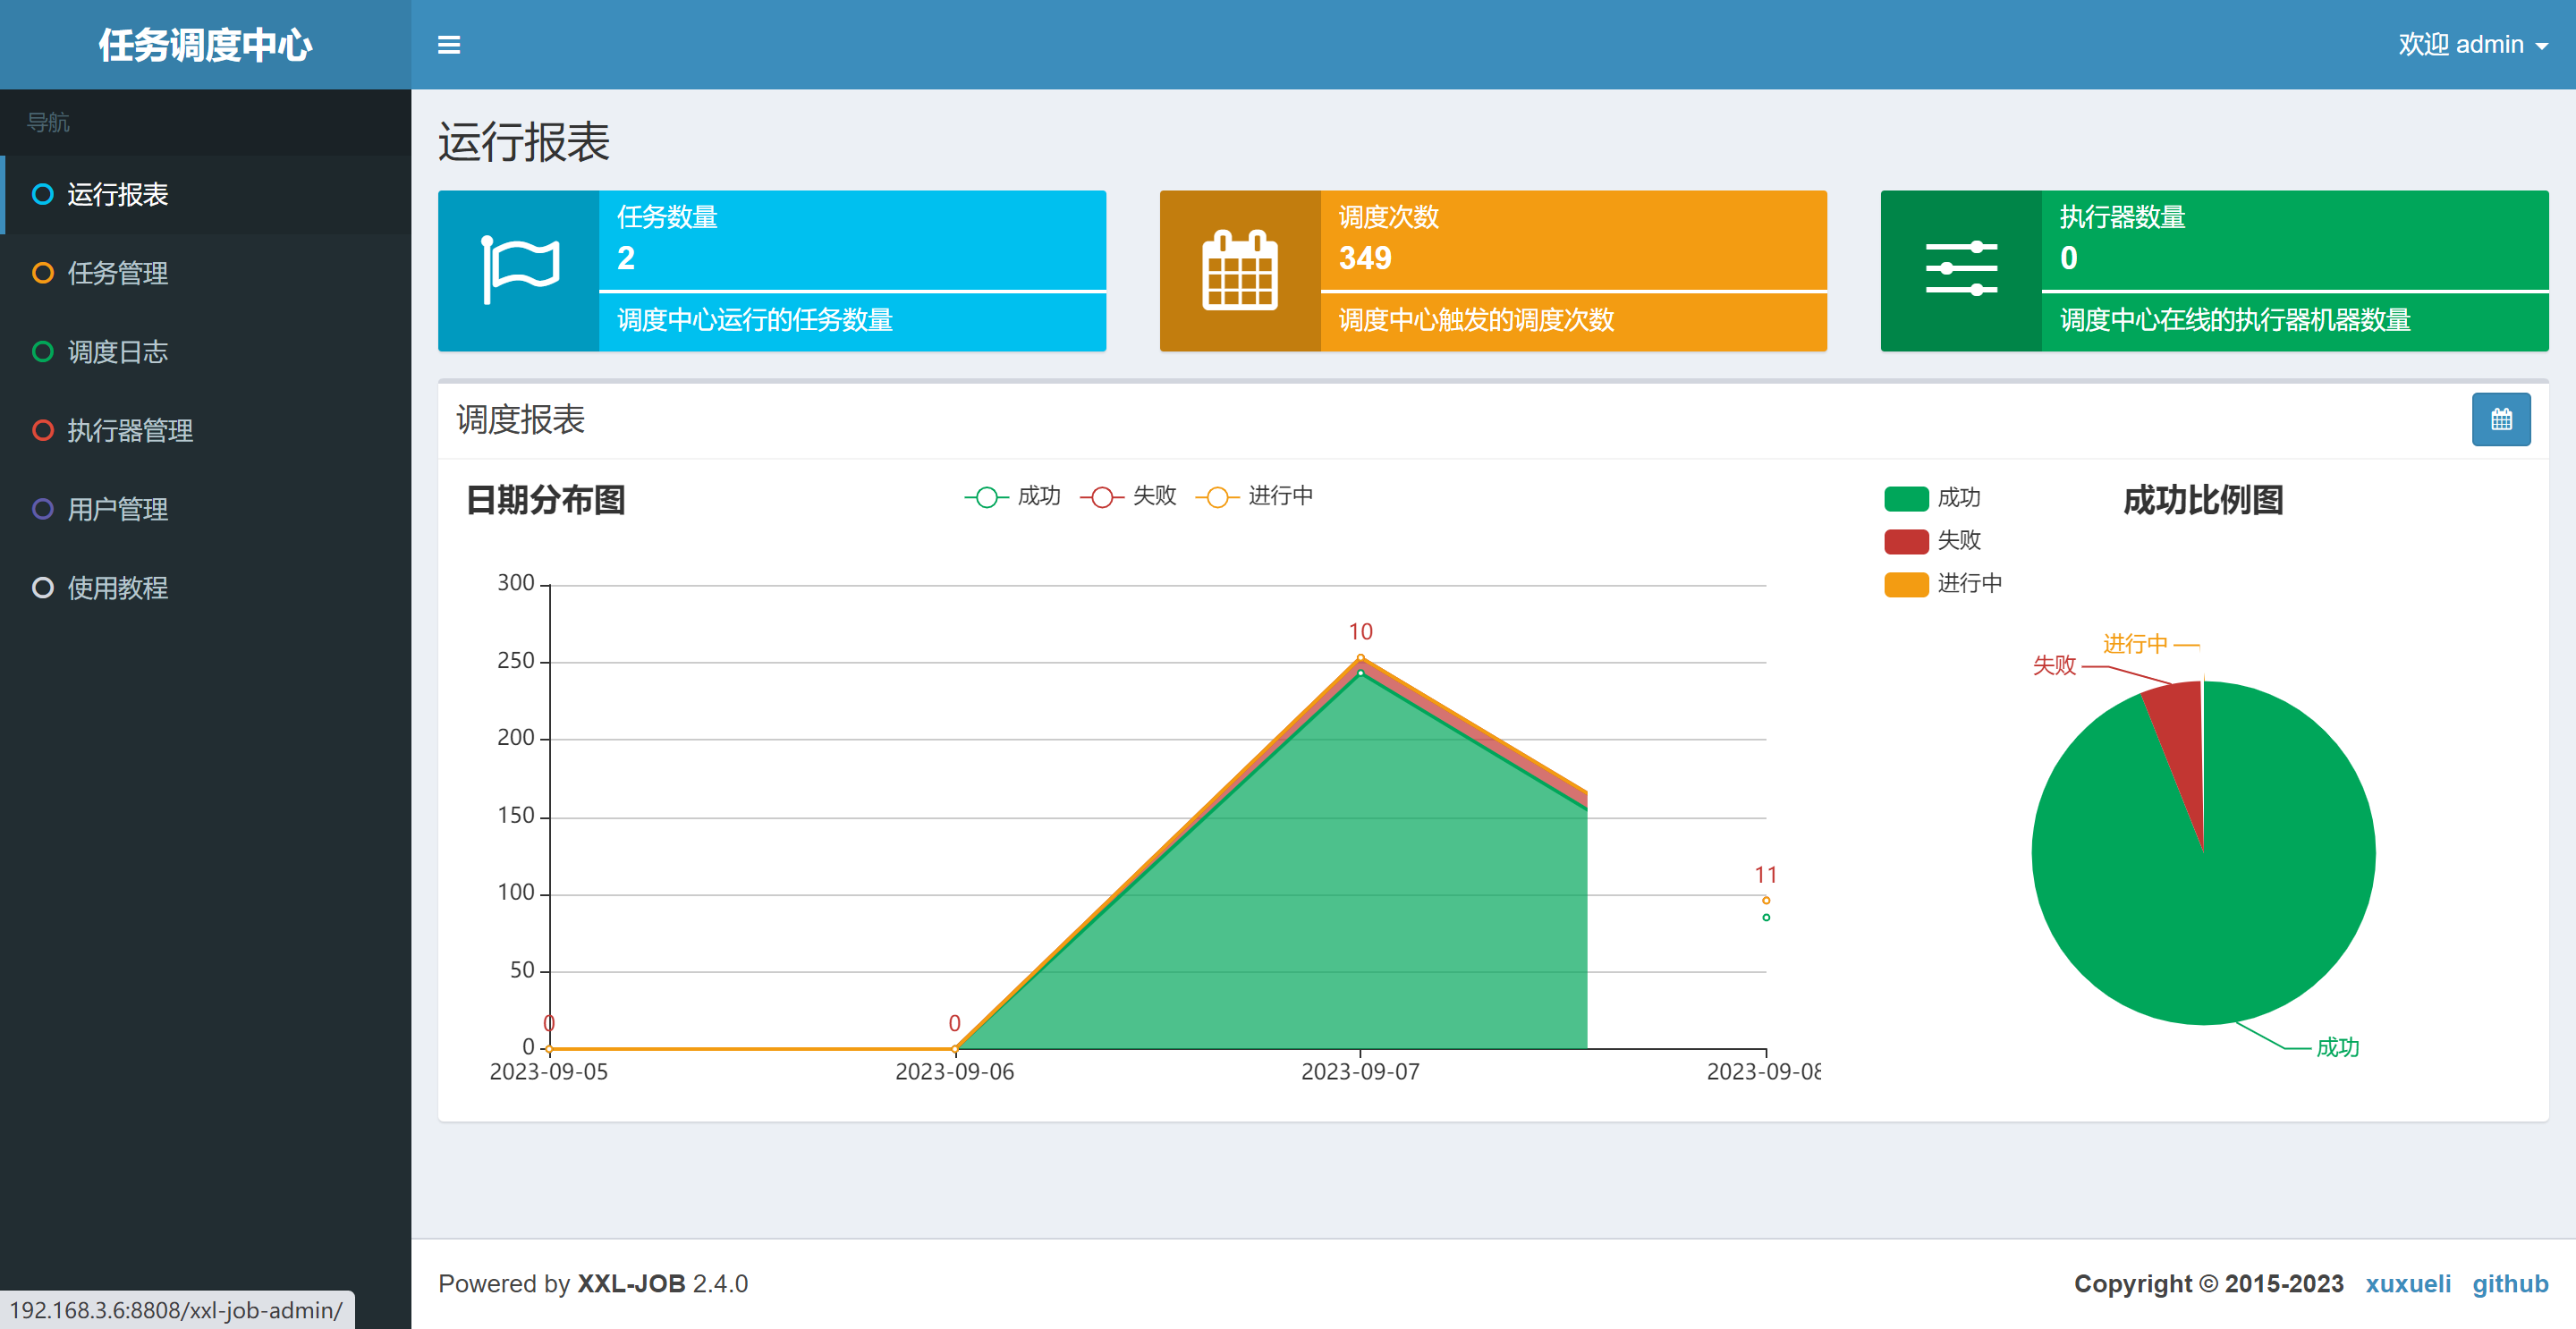 任务调度中心
欢迎 admin
导航
运行报表
任务管理
调度日志
执行器管理
用户管理
使用教程
运行报表
任务数量
2
调度中心运行的任务数量
调度次数
349
调度中心触发的调度次数
执行器数量
0
调度中心在线的执行器机器数量
调度报表
日期分布图
成功 失败 进行中
300
250
200
150
100
50
0
0
0
10
11
2023-09-05 2023-09-06 2023-09-07 2023-09-08
成功比例图
成功
失败
进行中
进行中
失败
成功
Powered by XXL-JOB 2.4.0
Copyright © 2015-2023 xuxueli github
192.168.3.6:8808/xxl-job-admin/